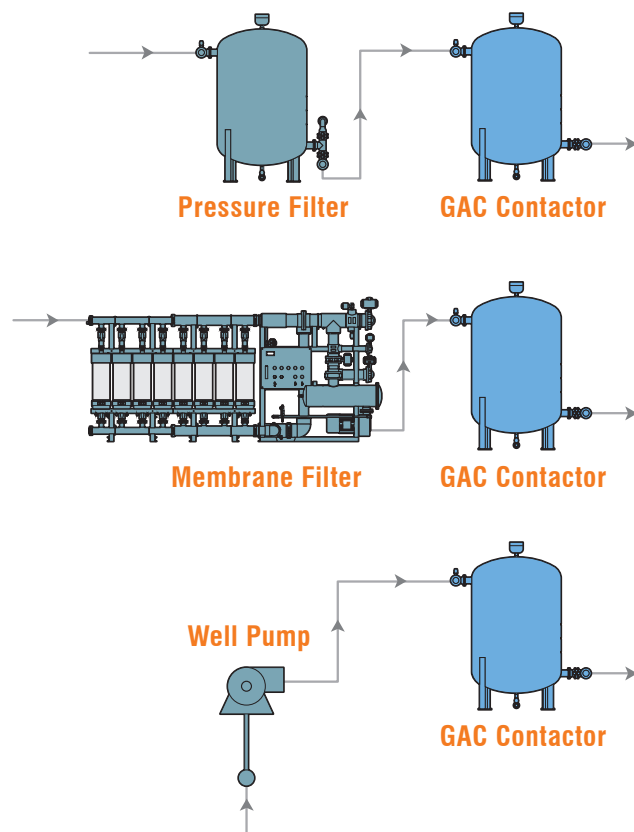 Pressure Filter
GAC Contactor
Membrane Filter
GAC Contactor
Well Pump
GAC Contactor